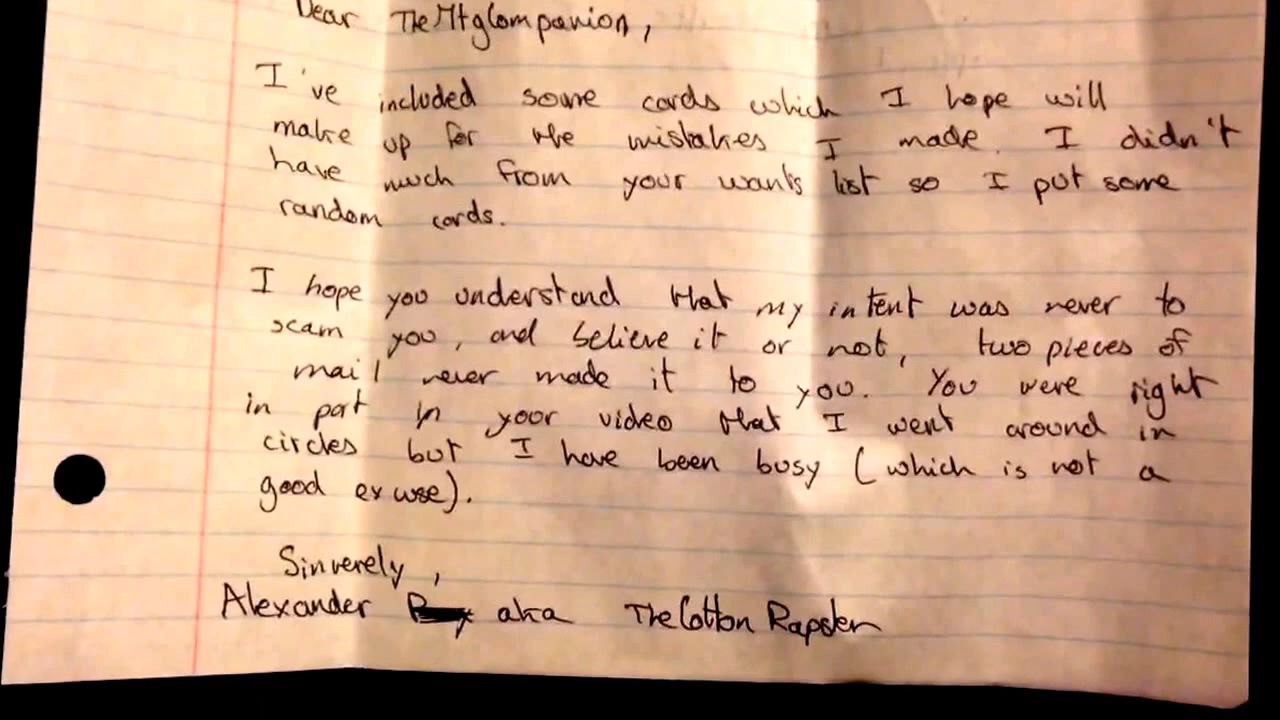 Dear TheMtgCompanion,
I've included some cards which I hope will
make up for the mistakes I made. I didn't
have much from your wants list so I put some
random cards.
I hope you understand that my intent was never to
scam you, and believe it or not, two pieces of
mail never made it to you. You were right
in part in your video that I went around in
circles but I have been busy (which is not a
good excuse).
Sinverely,
Alexander aka TheCotton